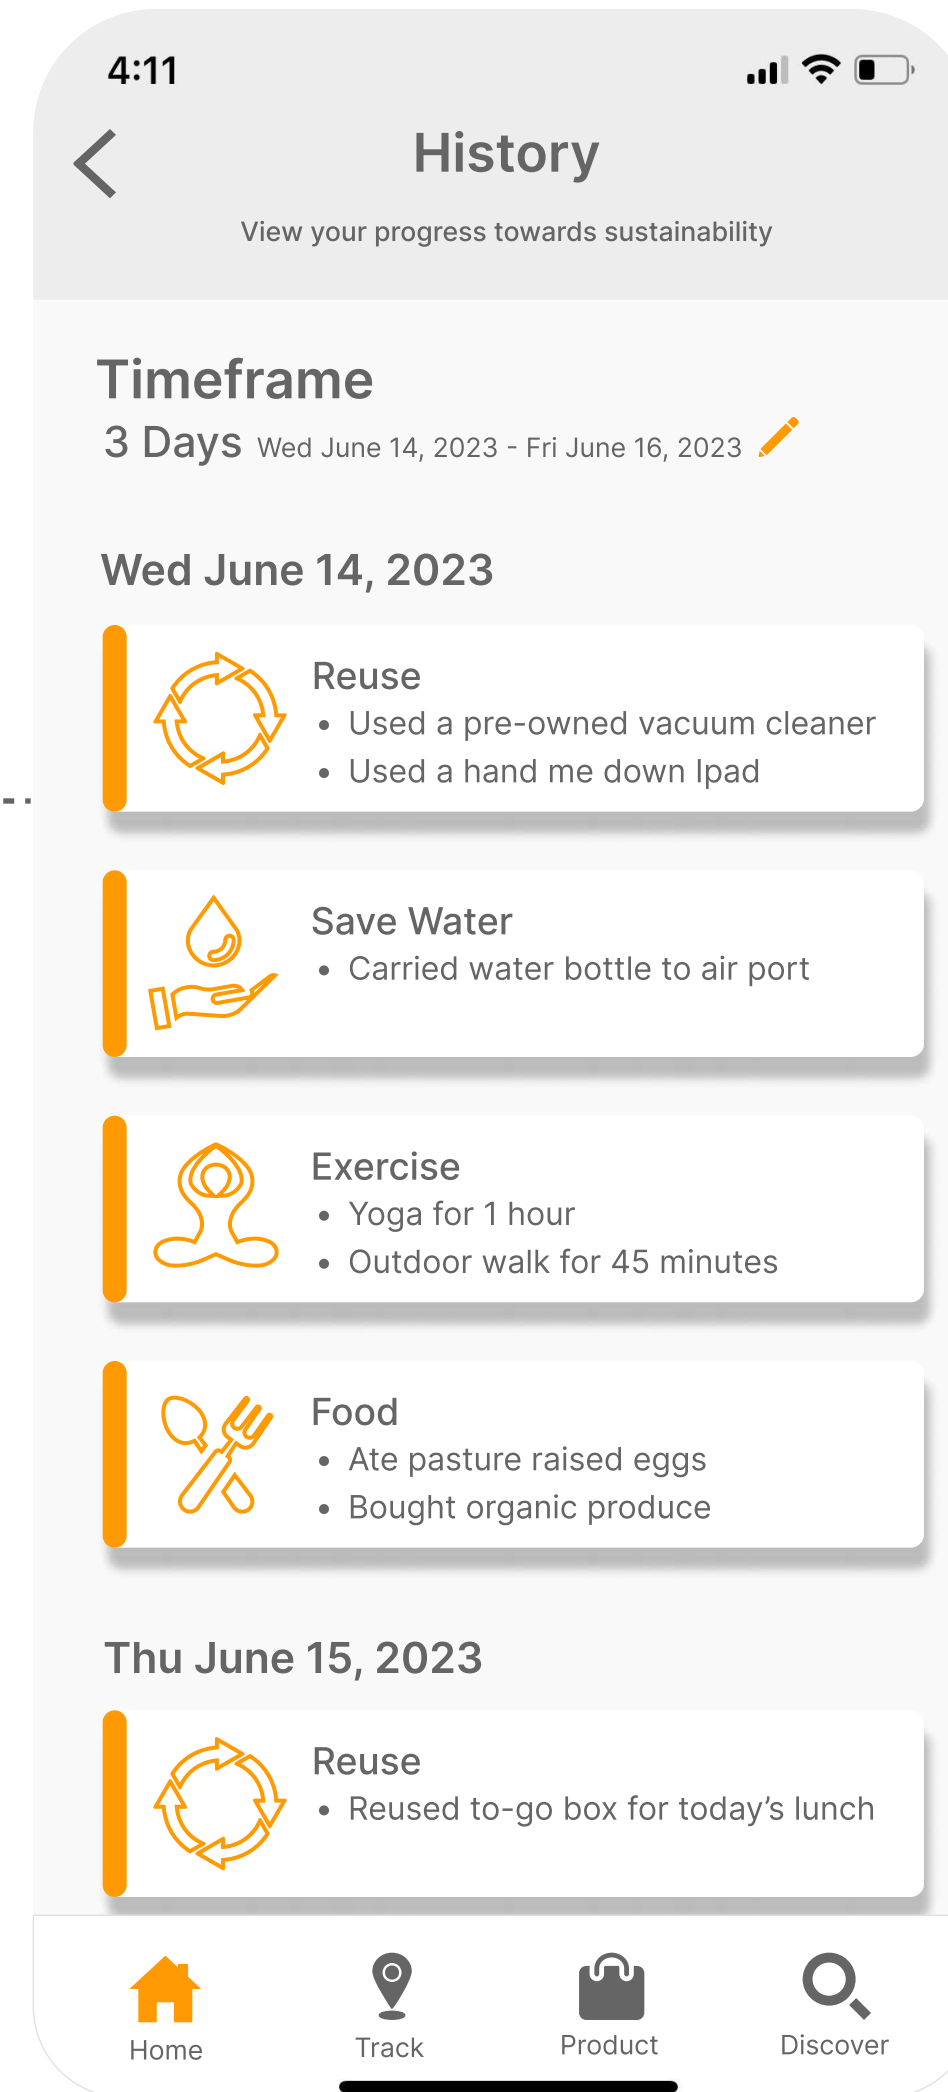 4:11
History
View your progress towards sustainability
Timeframe
3 Days Wed June 14, 2023 - Fri June 16, 2023
Wed June 14, 2023
Reuse
• Used a pre-owned vacuum cleaner
• Used a hand me down Ipad
Save Water
• Carried water bottle to air port
Exercise
• Yoga for 1 hour
• Outdoor walk for 45 minutes
Food
• Ate pasture raised eggs
• Bought organic produce
Thu June 15, 2023
Reuse
• Reused to-go box for today’s lunch
Home Track Product Discover